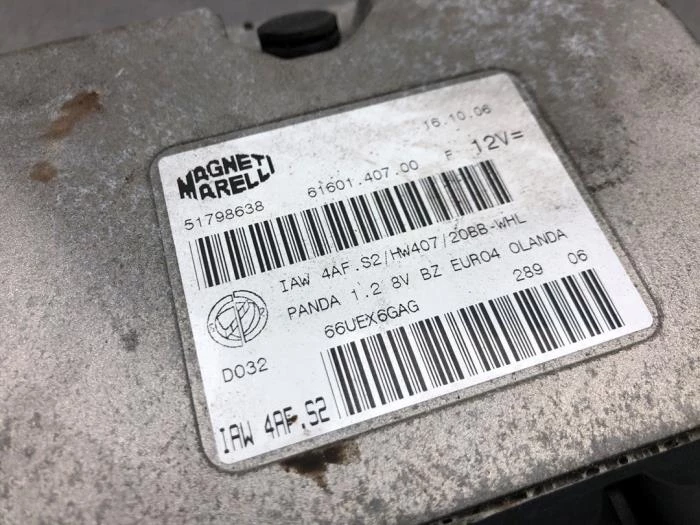 MAGNETI
MARELLI
16.10.06
51798638 61601.407.00 F 12V=
IAW 4AF.S2/HW407/20BB-WHL
PANDA 1.2 8V BZ EURO4 OLANDA
66UEX6GAG 289 06
D032
IAW 4AF.S2